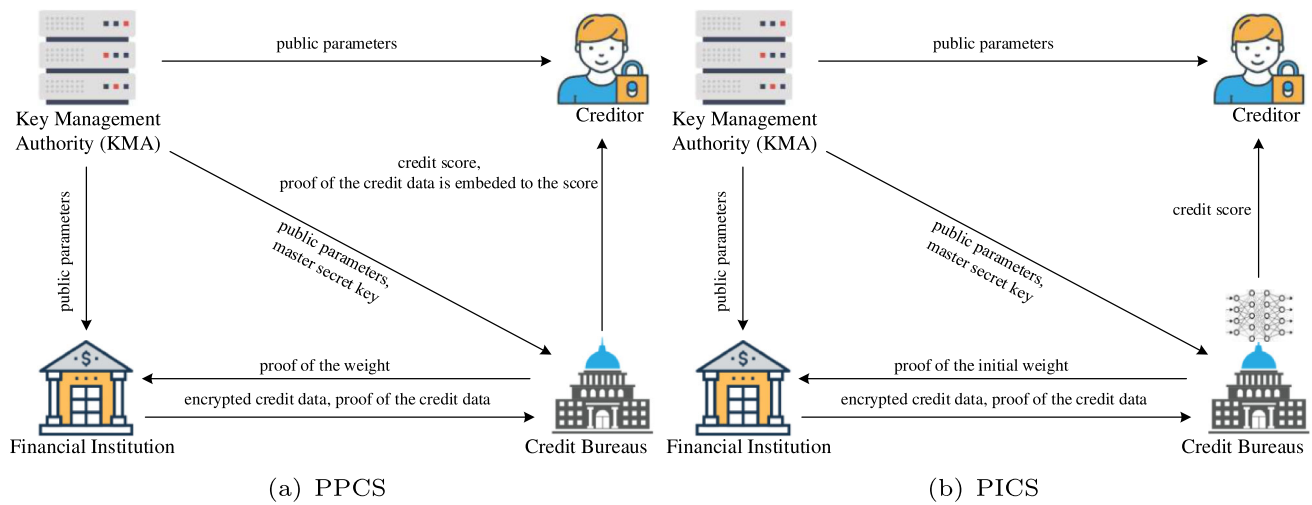 public parameters
Creditor
Key Management
Authority (KMA)
credit score,
proof of the credit data is embeded to the score
public parameters
public parameters,
master secret key
proof of the weight
encrypted credit data, proof of the credit data
Financial Institution
Credit Bureaus
(a) PPCS
public parameters
Creditor
Key Management
Authority (KMA)
credit score
public parameters
public parameters,
master secret key
proof of the initial weight
encrypted credit data, proof of the credit data
Financial Institution
Credit Bureaus
(b) PICS